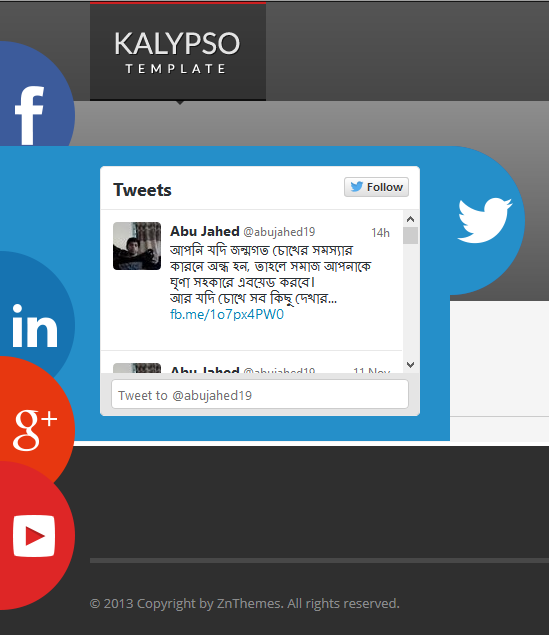 KALYPSO
TEMPLATE
f
Tweets
Follow
Abu Jahed @abujahed19 14h
আপনি যদি জন্মগত চোখের সমস্যার
কারনে অন্ধ হন, তাহলে সমাজ আপনাকে
ঘৃণা সহকারে এবয়েড করবে।
আর যদি চোখে সব কিছু দেখার...
fb.me/1o7px4PW0
Abu Jahed @abujahed19 11 Nov
Tweet to @abujahed19
in
g+
© 2013 Copyright by ZnThemes. All rights reserved.